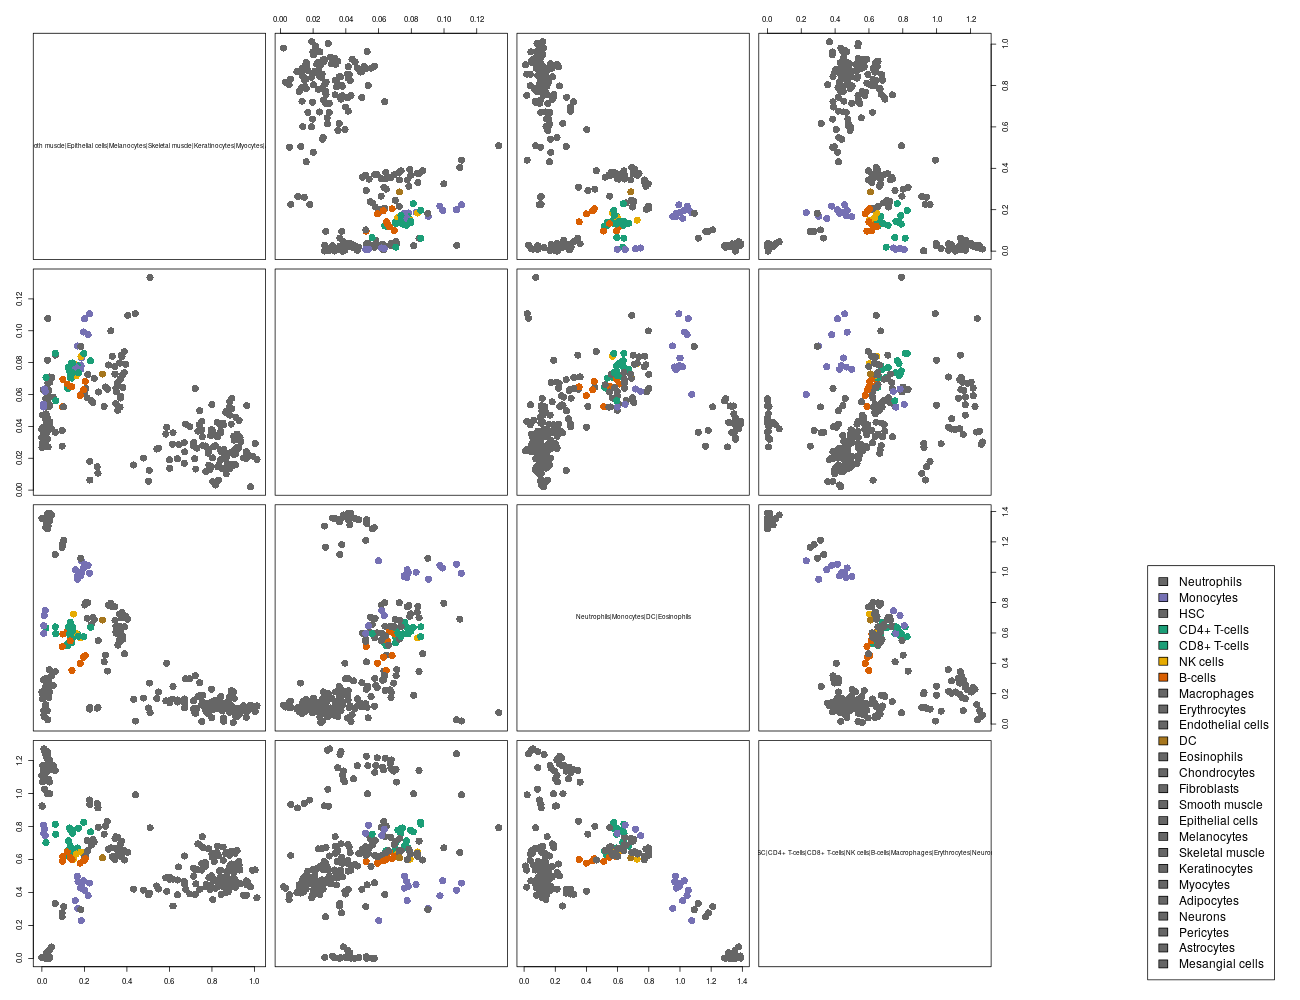 0.00 0.02 0.04 0.06 0.08 0.10 0.12
0.0 0.2 0.4 0.6 0.8 1.0 1.2
oth muscle|Epithelial cells|Melanocytes|Skeletal muscle|Keratinocytes|Myocytes|
0.0 0.2 0.4 0.6 0.8 1.0
0.00 0.02 0.04 0.06 0.08 0.10 0.12
Neutrophils|Monocytes|DC|Eosinophils
0.0 0.2 0.4 0.6 0.8 1.0 1.2 1.4
SC|CD4+ T-cells|CD8+ T-cells|NK cells|B-cells|Macrophages|Erythrocytes|Neuro
0.0 0.2 0.4 0.6 0.8 1.0 1.2
0.0 0.2 0.4 0.6 0.8 1.0
0.0 0.2 0.4 0.6 0.8 1.0 1.2 1.4
Neutrophils
Monocytes
HSC
CD4+ T-cells
CD8+ T-cells
NK cells
B-cells
Macrophages
Erythrocytes
Endothelial cells
DC
Eosinophils
Chondrocytes
Fibroblasts
Smooth muscle
Epithelial cells
Melanocytes
Skeletal muscle
Keratinocytes
Myocytes
Adipocytes
Neurons
Pericytes
Astrocytes
Mesangial cells